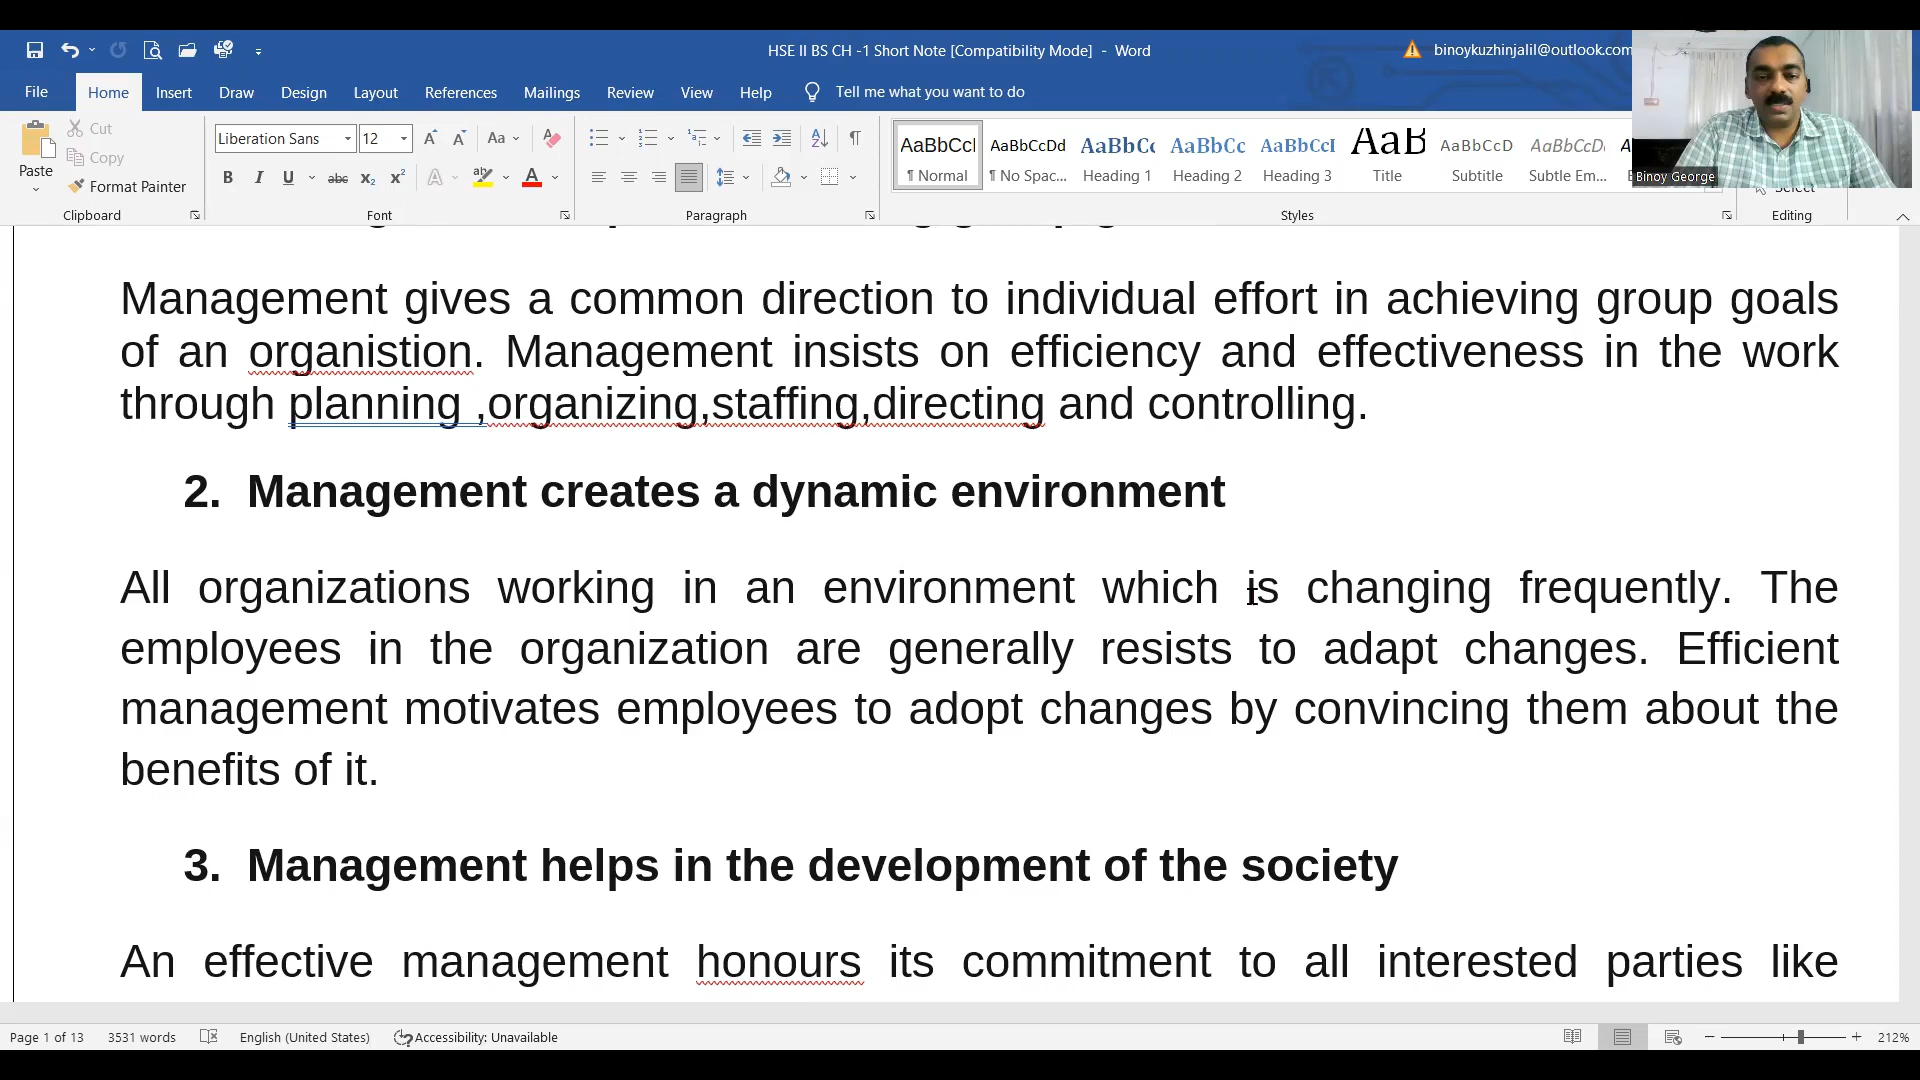 HSE II BS CH -1 Short Note [Compatibility Mode] - Word
binoykuzhinjalil@outlook.com
File Home Insert Draw Design Layout References Mailings Review View Help Tell me what you want to do
Paste
Cut
Copy
Format Painter
Clipboard
Liberation Sans 12
Font
Paragraph
AaBbCcI AaBbCcDd AaBbCc AaBbCc AaBbCcI AaB AaBbCcD AaBbCcD
¶ Normal ¶ No Spac... Heading 1 Heading 2 Heading 3 Title Subtitle Subtle Em...
Styles
Select
Editing
Binoy George
Management gives a common direction to individual effort in achieving group goals
of an organistion. Management insists on efficiency and effectiveness in the work
through planning ,organizing,staffing,directing and controlling.
2. Management creates a dynamic environment
All organizations working in an environment which is changing frequently. The
employees in the organization are generally resists to adapt changes. Efficient
management motivates employees to adopt changes by convincing them about the
benefits of it.
3. Management helps in the development of the society
An effective management honours its commitment to all interested parties like
Page 1 of 13 3531 words English (United States) Accessibility: Unavailable 212%